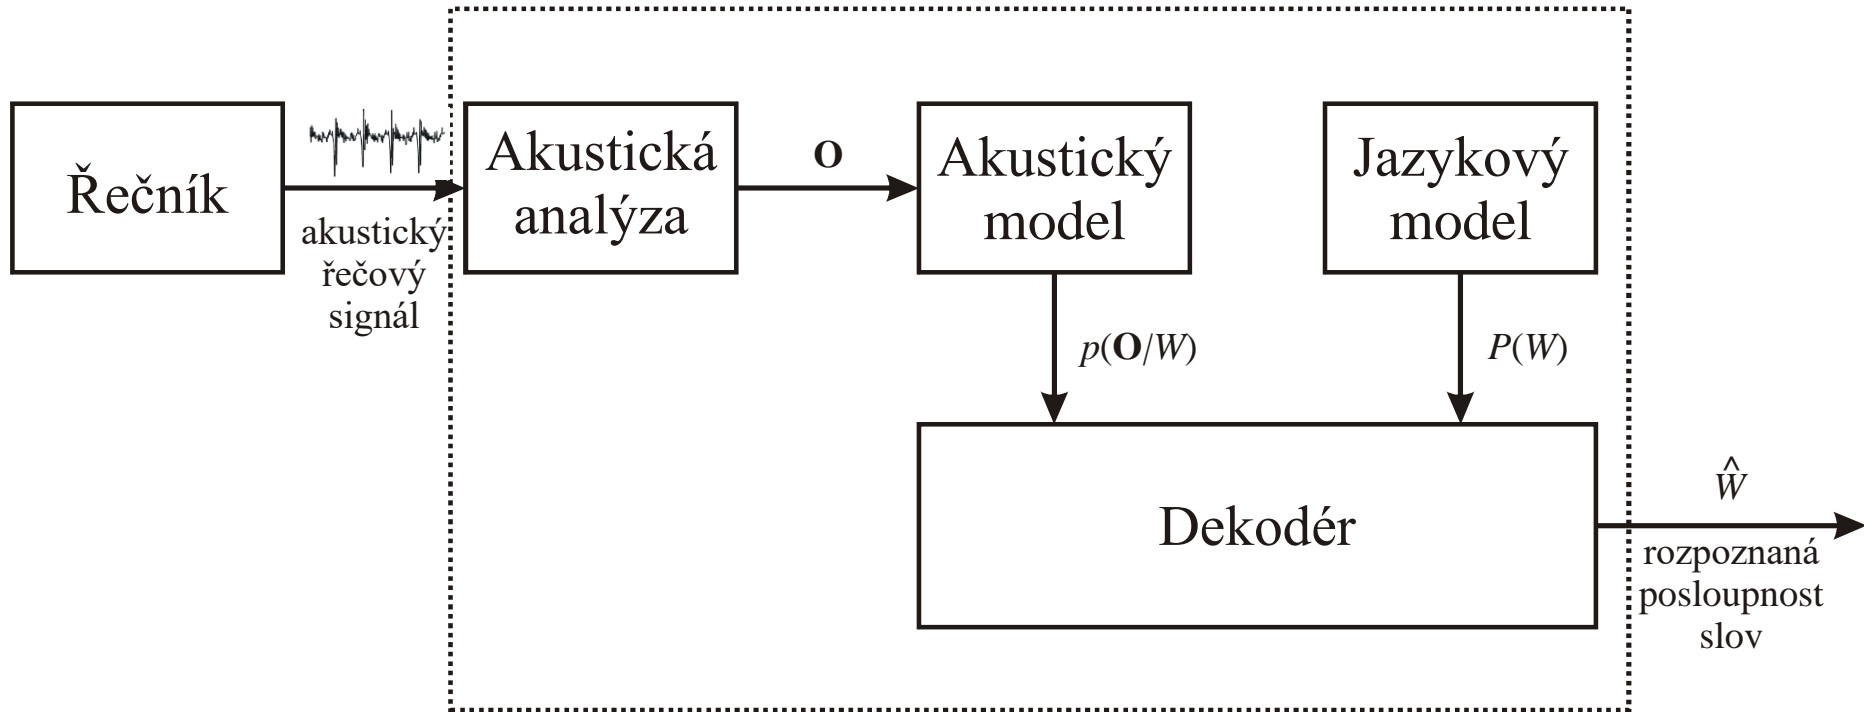 Řečník
akustický
řečový
signál
Akustická
analýza
O
Akustický
model
Jazykový
model
p(O/W)
P(W)
Dekodér
Ŵ
rozpoznaná
posloupnost
slov